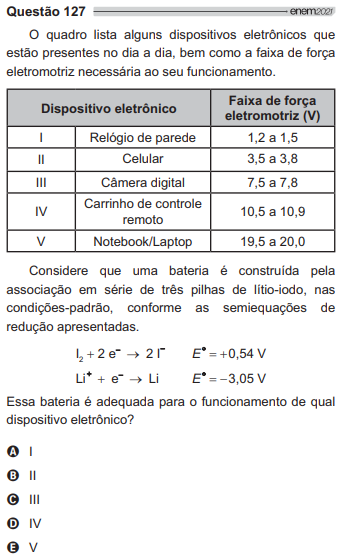 Questão 127 enem2021
O quadro lista alguns dispositivos eletrônicos que
estão presentes no dia a dia, bem como a faixa de força
eletromotriz necessária ao seu funcionamento.
Dispositivo eletrônico Faixa de força eletromotriz (V)
I Relógio de parede 1,2 a 1,5
II Celular 3,5 a 3,8
III Câmera digital 7,5 a 7,8
IV Carrinho de controle remoto 10,5 a 10,9
V Notebook/Laptop 19,5 a 20,0
Considere que uma bateria é construída pela
associação em série de três pilhas de lítio-iodo, nas
condições-padrão, conforme as semiequações de
redução apresentadas.
I₂ + 2 e⁻ → 2 I⁻ E° = +0,54 V
Li⁺ + e⁻ → Li E° = −3,05 V
Essa bateria é adequada para o funcionamento de qual
dispositivo eletrônico?
A I
B II
C III
D IV
E V